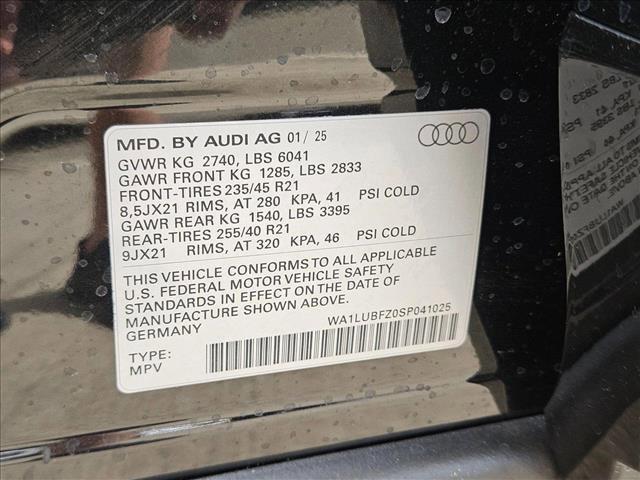 MFD. BY AUDI AG 01/ 25
GVWR KG 2740, LBS 6041
GAWR FRONT KG 1285, LBS 2833
FRONT-TIRES 235/45 R21
8,5JX21 RIMS, AT 280 KPA, 41 PSI COLD
GAWR REAR KG 1540, LBS 3395
REAR-TIRES 255/40 R21
9JX21 RIMS, AT 320 KPA, 46 PSI COLD
THIS VEHICLE CONFORMS TO ALL APPLICABLE
U.S. FEDERAL MOTOR VEHICLE SAFETY
STANDARDS IN EFFECT ON THE DATE OF
MANUFACTURE SHOWN ABOVE.
GERMANY
WA1LUBFZ0SP041025
TYPE:
MPV